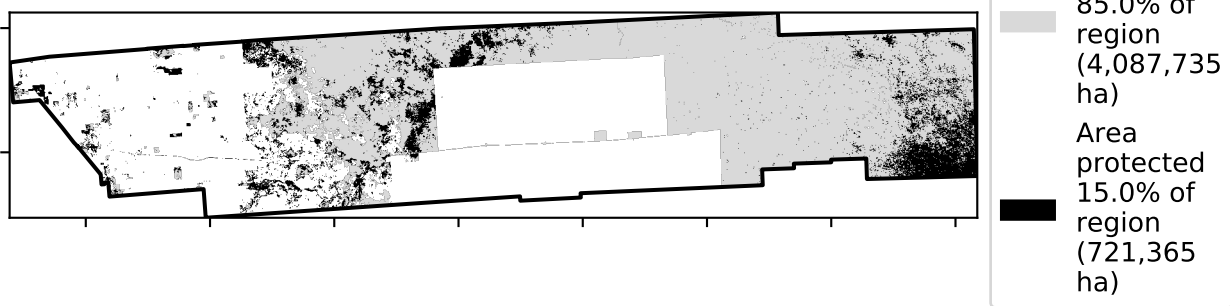 85.0% of
region
(4,087,735
ha)
Area
protected
15.0% of
region
(721,365
ha)